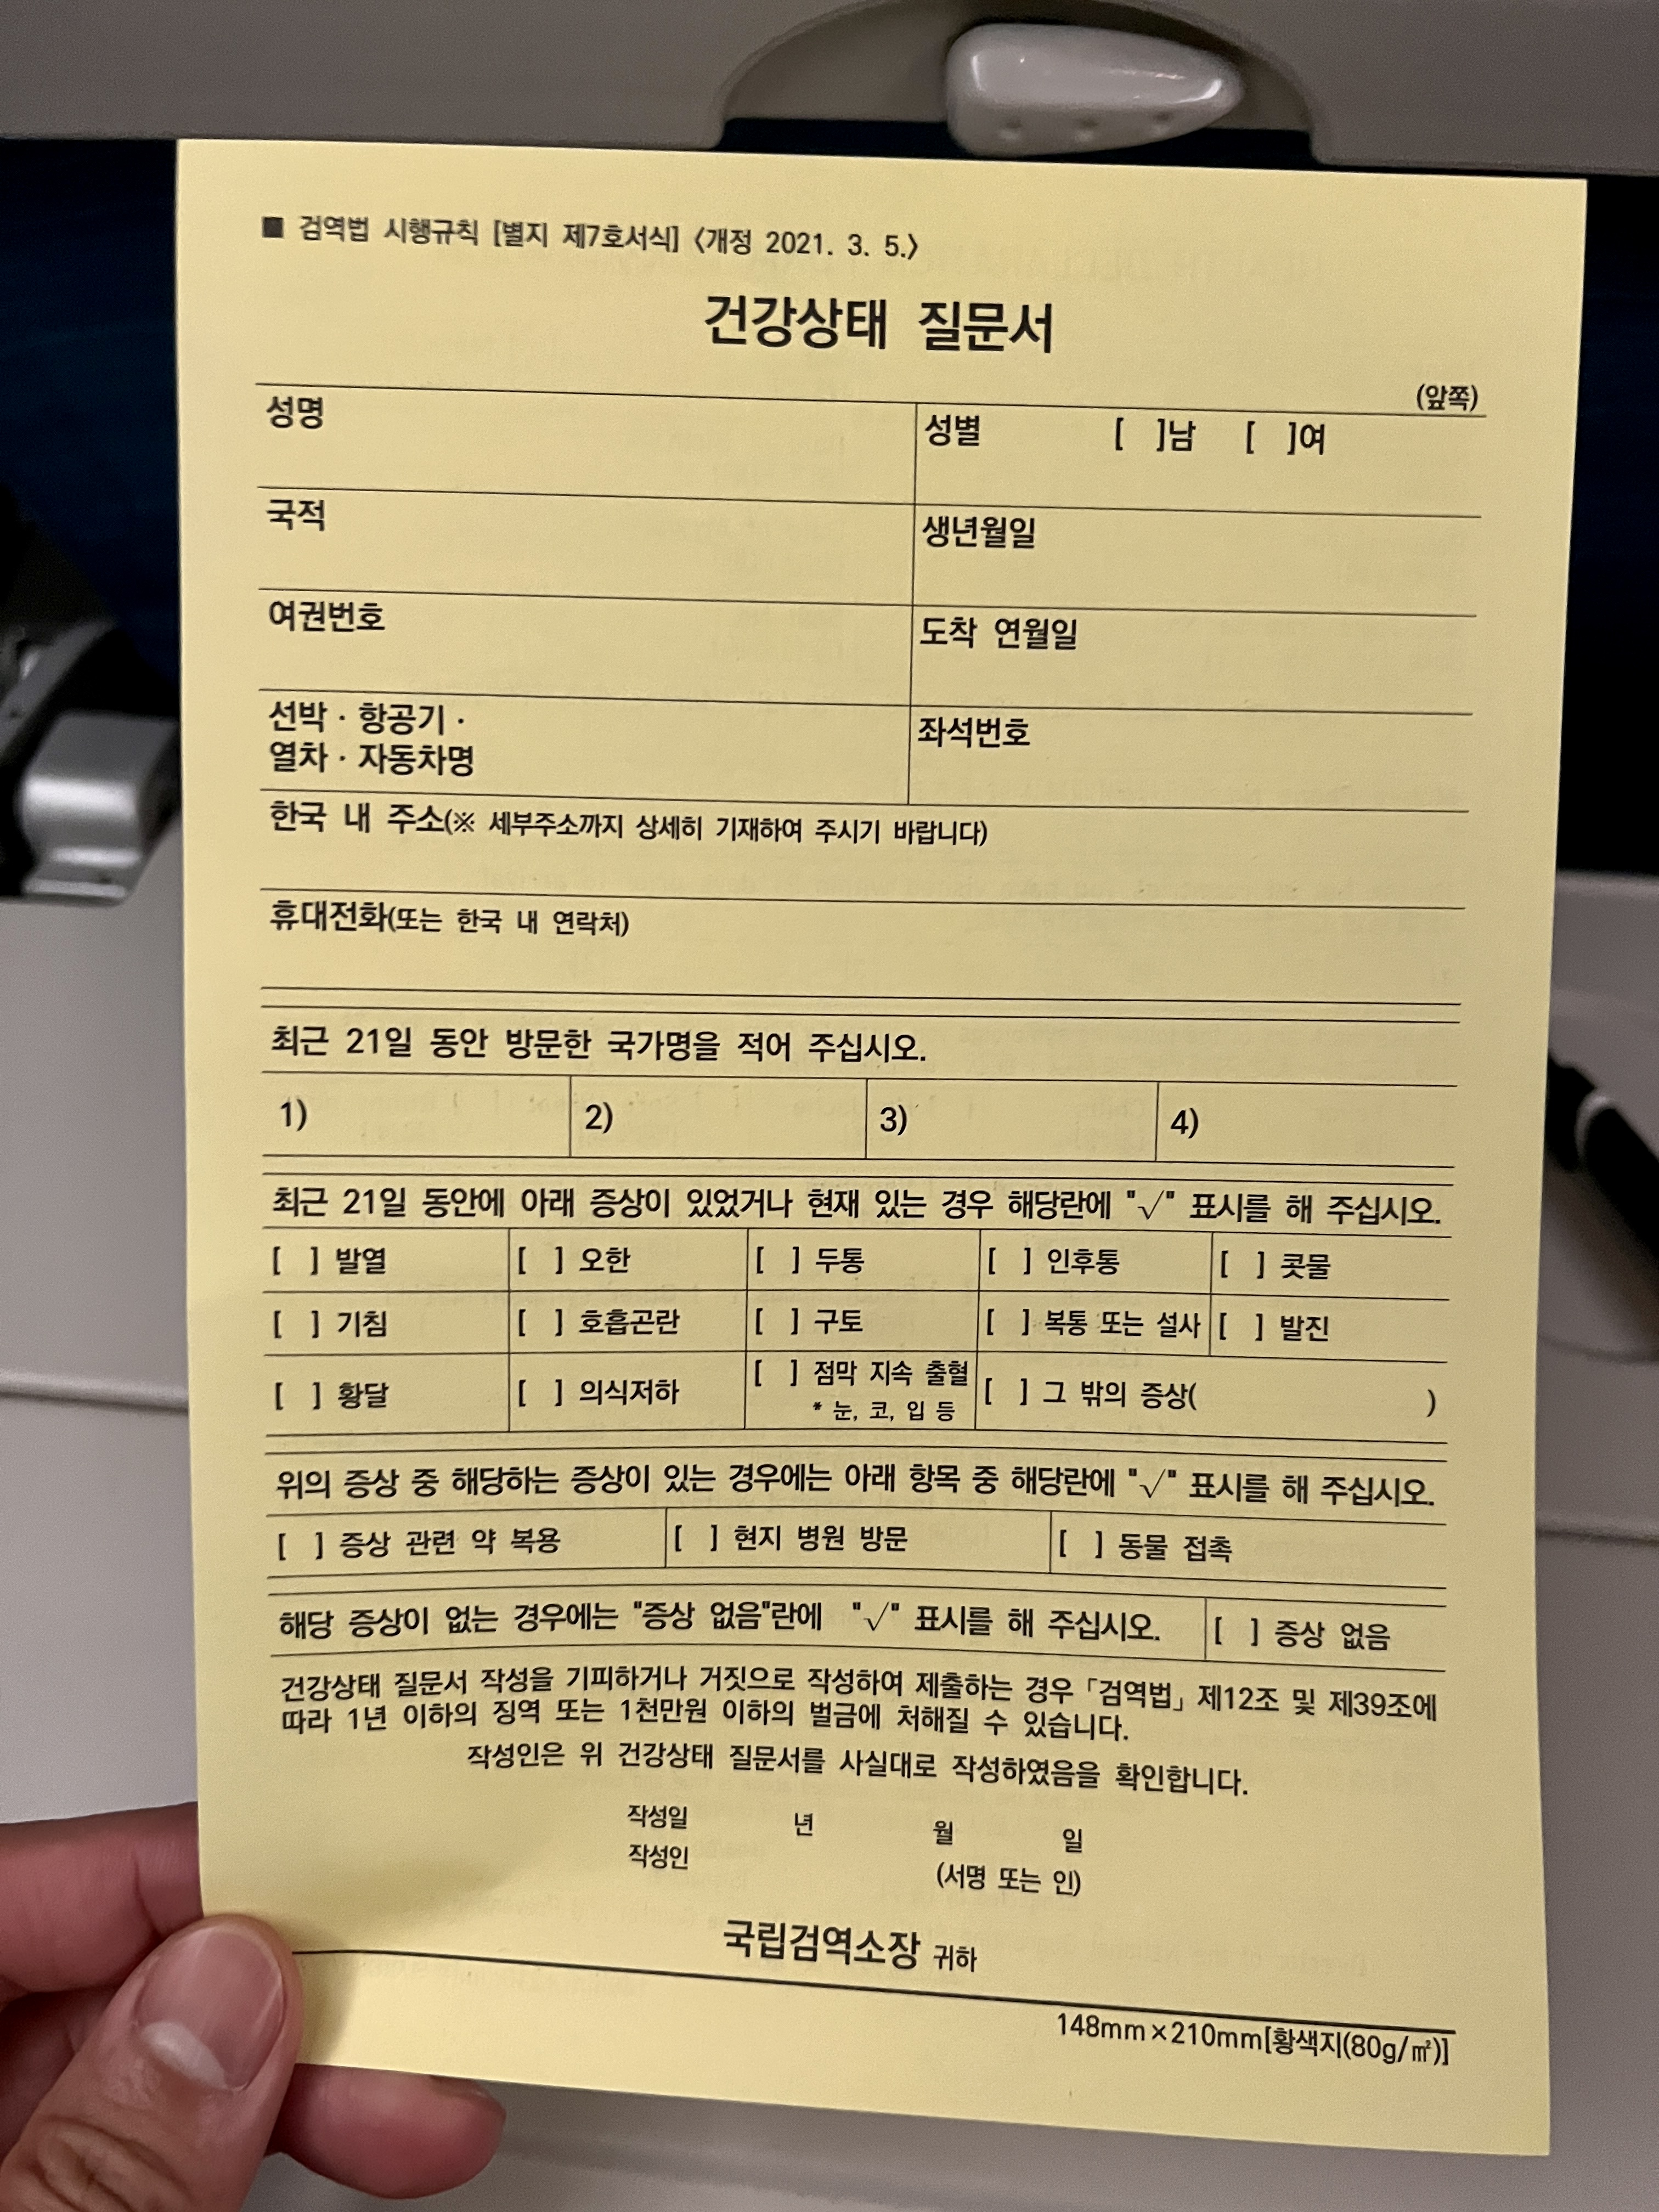 ■ 검역법 시행규칙 [별지 제7호서식] 〈개정 2021. 3. 5.〉
건강상태 질문서
(앞쪽)
성명
성별 [ ]남 [ ]여
국적
생년월일
여권번호
도착 연월일
선박 · 항공기 ·
열차 · 자동차명
좌석번호
한국 내 주소(※ 세부주소까지 상세히 기재하여 주시기 바랍니다)
휴대전화(또는 한국 내 연락처)
최근 21일 동안 방문한 국가명을 적어 주십시오.
1) 2) 3) 4)
최근 21일 동안에 아래 증상이 있었거나 현재 있는 경우 해당란에 "√" 표시를 해 주십시오.
[ ] 발열 [ ] 오한 [ ] 두통 [ ] 인후통 [ ] 콧물
[ ] 기침 [ ] 호흡곤란 [ ] 구토 [ ] 복통 또는 설사 [ ] 발진
[ ] 황달 [ ] 의식저하 [ ] 점막 지속 출혈 [ ] 그 밖의 증상( )
* 눈, 코, 입 등
위의 증상 중 해당하는 증상이 있는 경우에는 아래 항목 중 해당란에 "√" 표시를 해 주십시오.
[ ] 증상 관련 약 복용 [ ] 현지 병원 방문 [ ] 동물 접촉
해당 증상이 없는 경우에는 "증상 없음"란에 "√" 표시를 해 주십시오. [ ] 증상 없음
건강상태 질문서 작성을 기피하거나 거짓으로 작성하여 제출하는 경우 「검역법」 제12조 및 제39조에
따라 1년 이하의 징역 또는 1천만원 이하의 벌금에 처해질 수 있습니다.
작성인은 위 건강상태 질문서를 사실대로 작성하였음을 확인합니다.
작성일 년 월 일
작성인 (서명 또는 인)
국립검역소장 귀하
148mm×210mm[황색지(80g/㎡)]